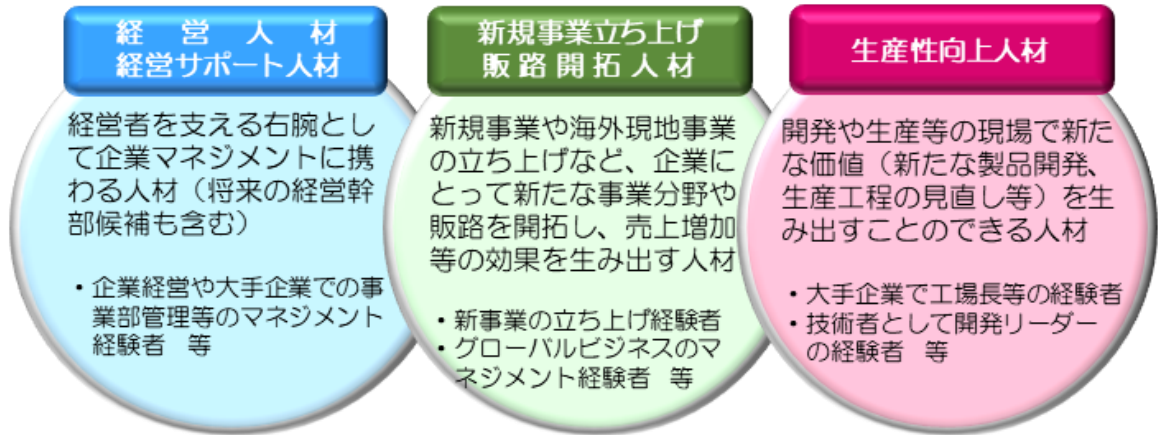 経営人材
経営サポート人材
経営者を支える右腕とし
て企業マネジメントに携
わる人材（将来の経営幹
部候補も含む）
・企業経営や大手企業での事
業部管理等のマネジメント
経験者　等
新規事業立ち上げ
販路開拓人材
新規事業や海外現地事業
の立ち上げなど、企業に
とって新たな事業分野や
販路を開拓し、売上増加
等の効果を生み出す人材
・新事業の立ち上げ経験者
・グローバルビジネスのマ
ネジメント経験者　等
生産性向上人材
開発や生産等の現場で新た
な価値（新たな製品開発、
生産工程の見直し等）を生
み出すことのできる人材
・大手企業で工場長等の経験者
・技術者として開発リーダー
の経験者　等